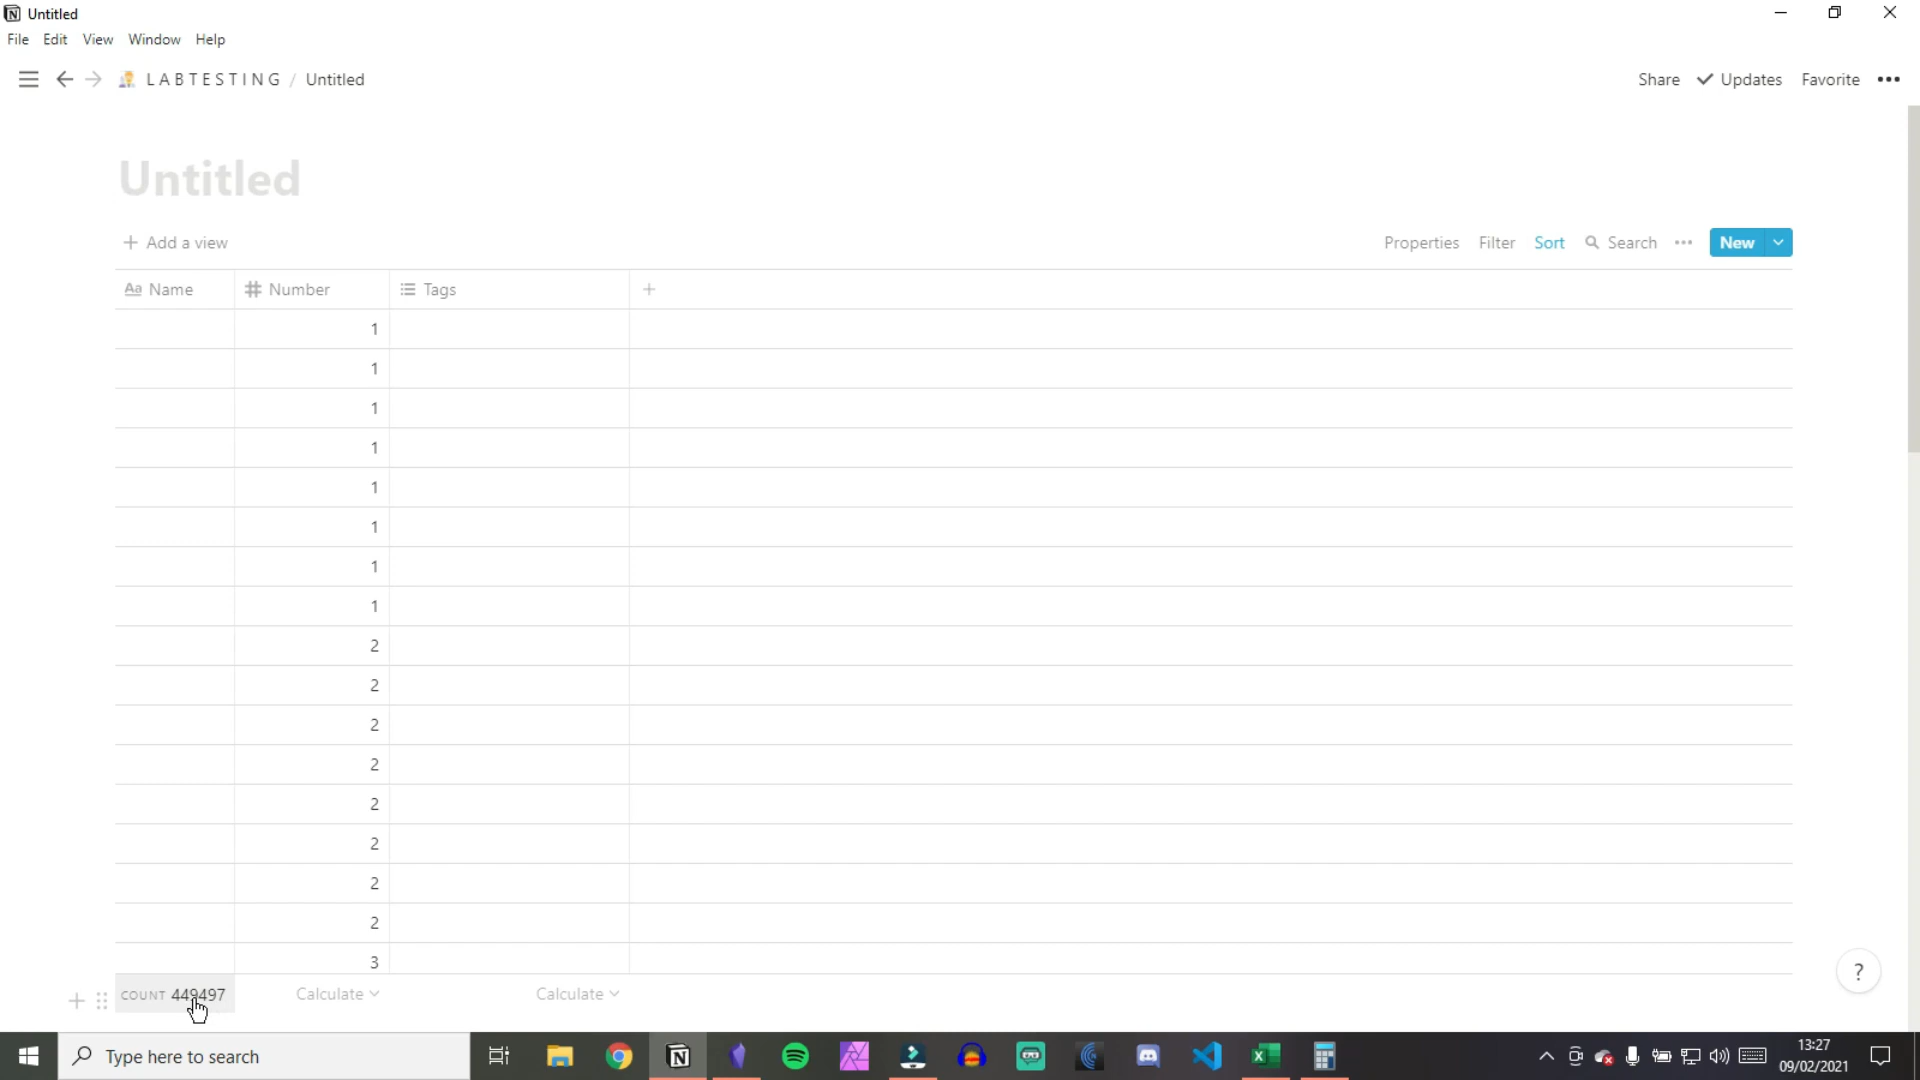 Untitled
File Edit View Window Help
LABTESTING / Untitled
Share Updates Favorite
Untitled
Add a view
Properties Filter Sort Search New
Aa Name Number Tags
1
1
1
1
1
1
1
1
2
2
2
2
2
2
2
2
3
COUNT 449497 Calculate Calculate
?
Type here to search
13:27
09/02/2021